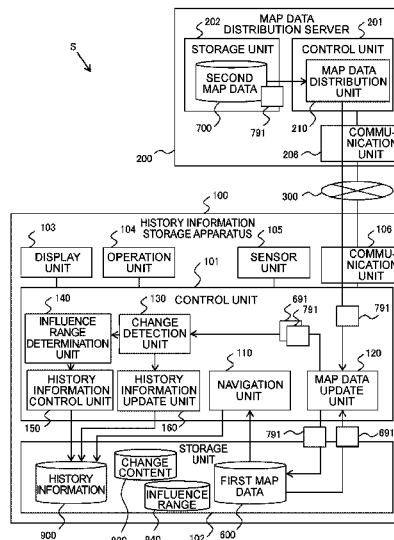 S
MAP DATA
DISTRIBUTION SERVER
202
201
STORAGE UNIT
CONTROL UNIT
SECOND
MAP DATA
MAP DATA
DISTRIBUTION
UNIT
700
791
210
COMMU-
NICATION
UNIT
206
200
300
100
HISTORY INFORMATION
STORAGE APPARATUS
103
104
105
106
DISPLAY
UNIT
OPERATION
UNIT
SENSOR
UNIT
COMMU-
NICATION
UNIT
101
CONTROL UNIT
140
130
691
791
791
INFLUENCE
RANGE
DETERMINATION
UNIT
CHANGE
DETECTION
UNIT
110
120
HISTORY
INFORMATION
CONTROL UNIT
HISTORY
INFORMATION
UPDATE UNIT
NAVIGATION
UNIT
MAP DATA
UPDATE
UNIT
150
160
791
691
STORAGE
UNIT
CHANGE
CONTENT
HISTORY
INFORMATION
INFLUENCE
RANGE
FIRST MAP
DATA
900
840
102
600